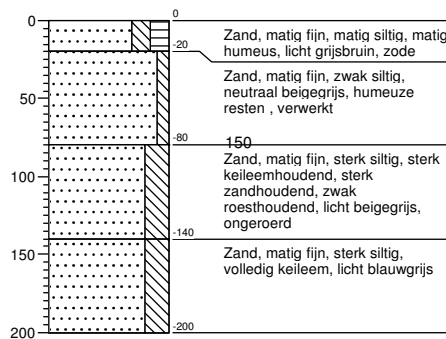 0
0
Zand, matig fijn, matig siltig, matig
humeus, licht grijsbruin, zode
-20
Zand, matig fijn, zwak siltig,
neutraal beigegrijs, humeuze
resten , verwerkt
50
-80
150
Zand, matig fijn, sterk siltig, sterk
keileemhoudend, sterk
zandhoudend, zwak
roesthoudend, licht beigegrijs,
ongeroerd
100
-140
150
Zand, matig fijn, sterk siltig,
volledig keileem, licht blauwgrijs
200
-200